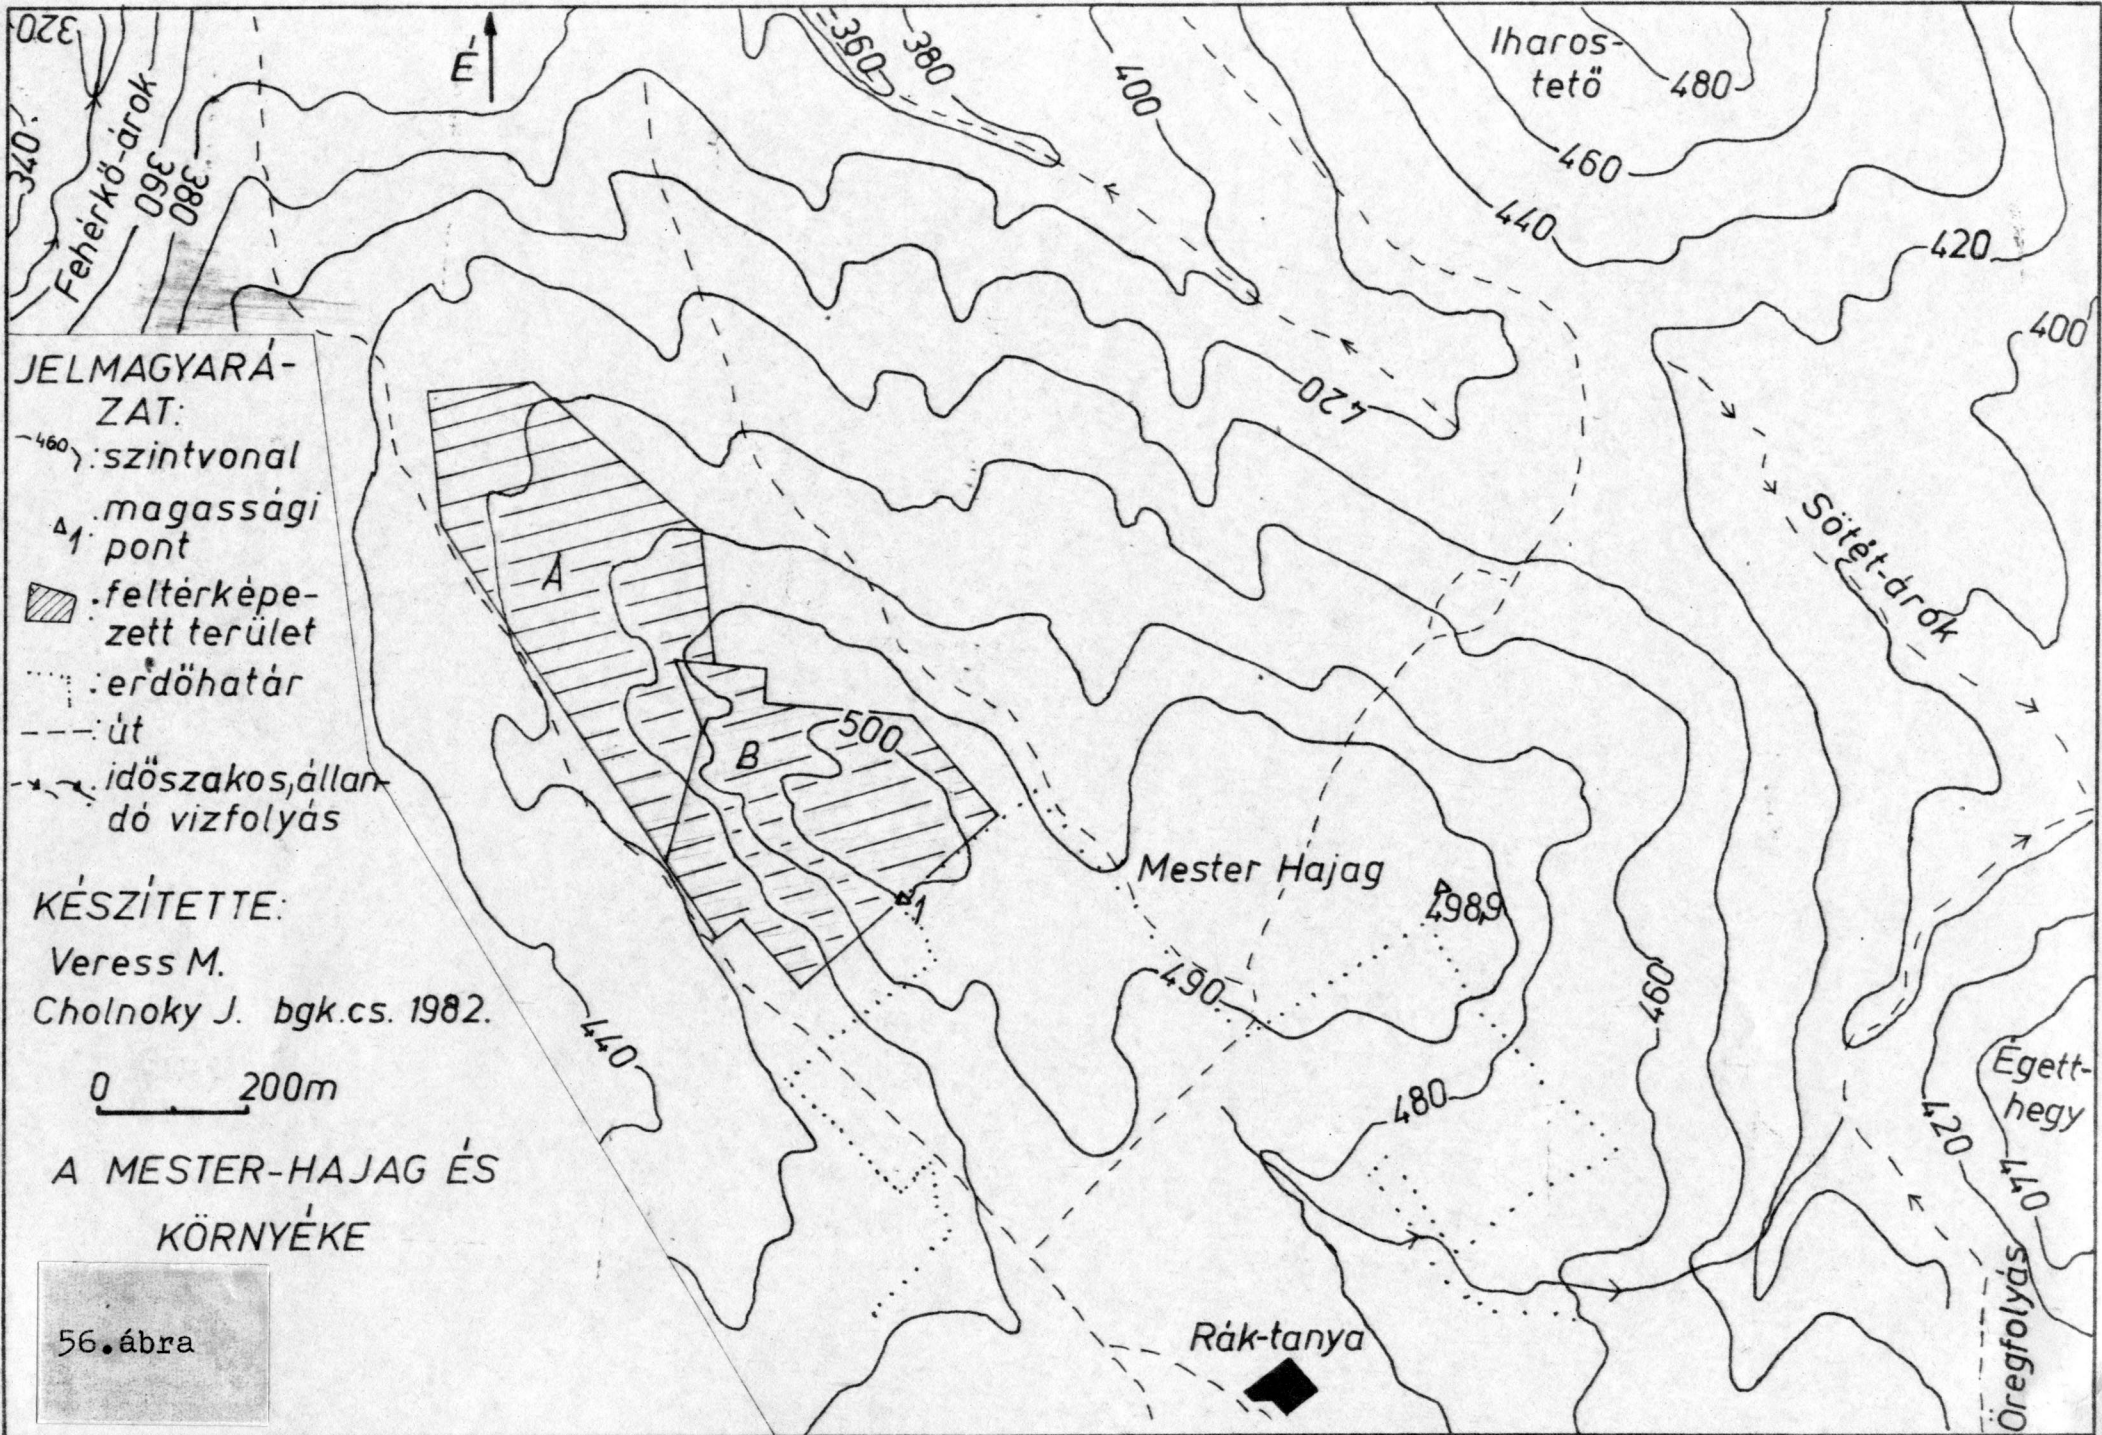 320
É
360
380
400
Iharos-
tető
480
340
Fehérkő-árok
360
380
460
440
420
400
JELMAGYARÁ-
ZAT:
460 : szintvonal
1 : magassági
pont
: feltérképe-
zett terület
: erdőhatár
: út
: időszakos, állan-
dó vizfolyás
KÉSZÍTETTE:
Veress M.
Cholnoky J. bgk.cs. 1982.
0 200m
A MESTER-HAJAG ÉS
KÖRNYÉKE
56.ábra
420
Sötét-árok
A
B
500
1
Mester Hajag
498,9
490
460
440
480
Égett-
hegy
420
440
Rák-tanya
Öregfolyás